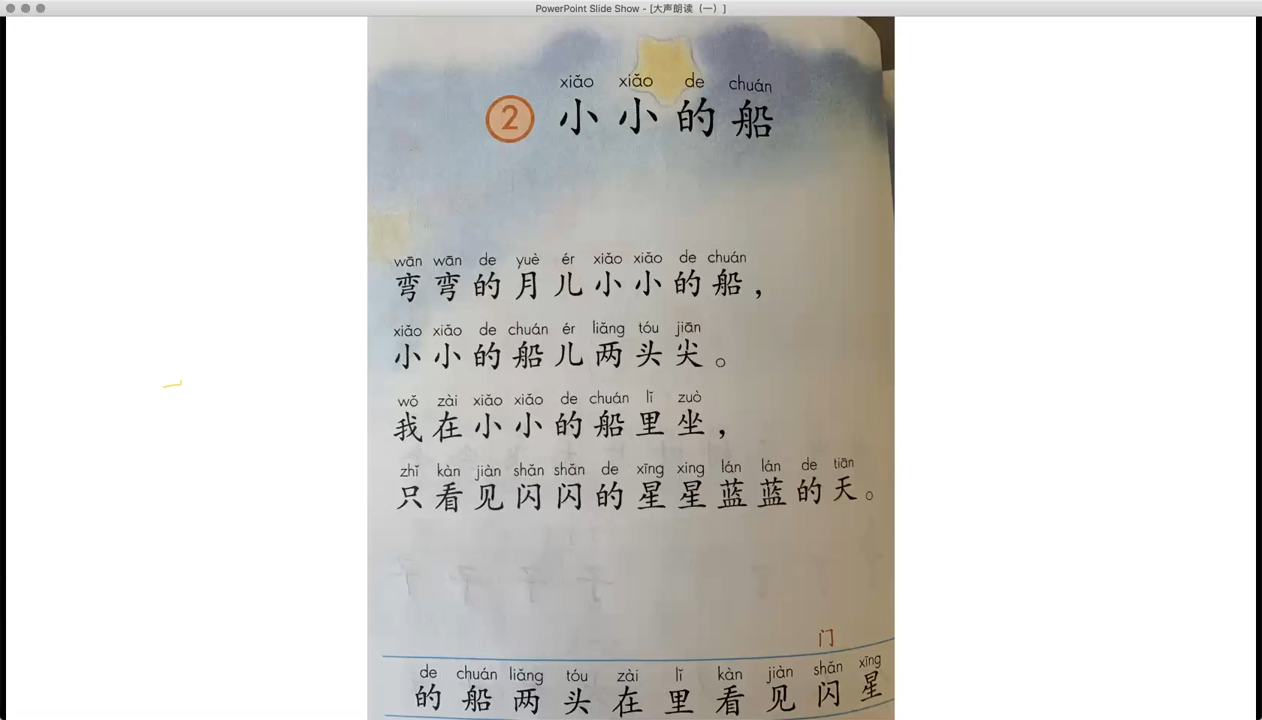 PowerPoint Slide Show - [大声朗读（一）]
xiǎo xiǎo de chuán
2 小小的船
wān wān de yuè ér xiǎo xiǎo de chuán
弯弯的月儿小小的船，
xiǎo xiǎo de chuán ér liǎng tóu jiān
小小的船儿两头尖。
wǒ zài xiǎo xiǎo de chuán lǐ zuò
我在小小的船里坐，
zhǐ kàn jiàn shǎn shǎn de xīng xing lán lán de tiān
只看见闪闪的星星蓝蓝的天。
门
de chuán liǎng tóu zài lǐ kàn jiàn shǎn xīng
的船两头在里看见闪星